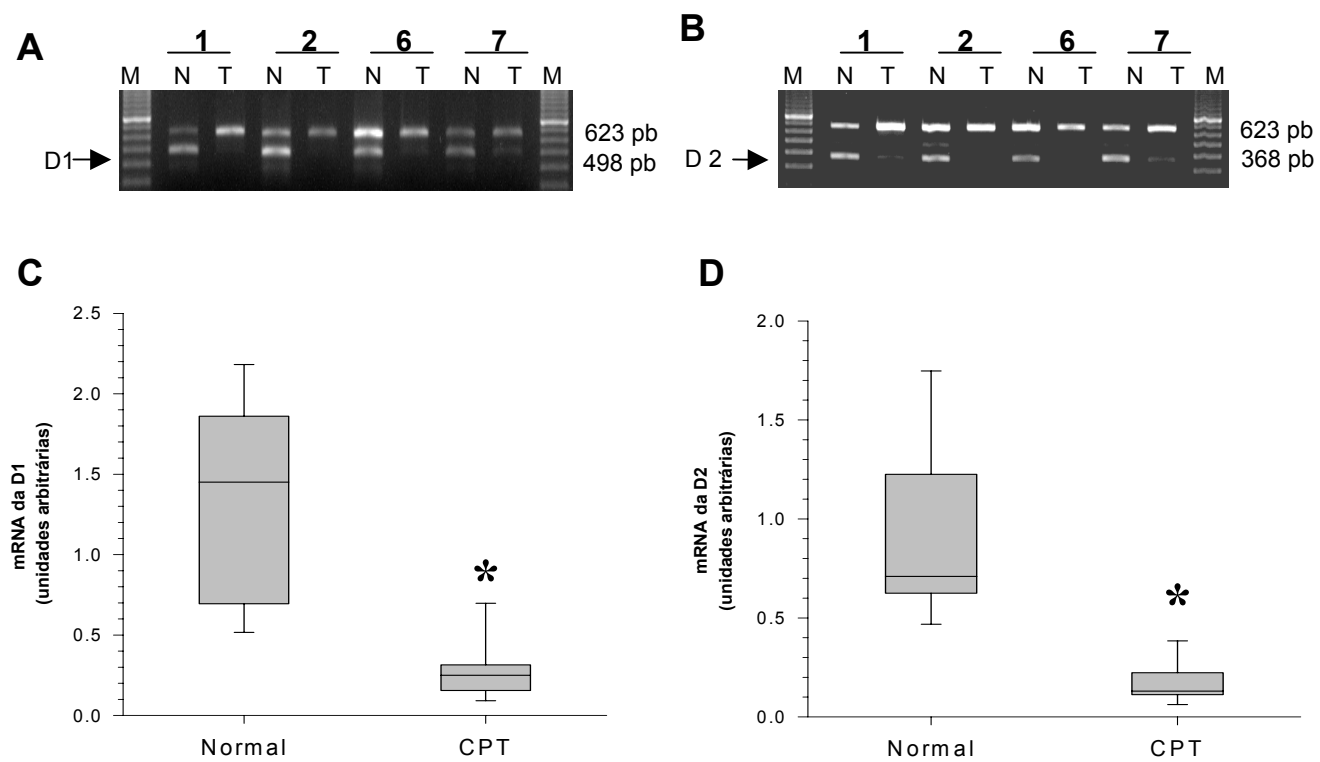 A
1 2 6 7
M N T N T N T N T M
623 pb
D1
498 pb
B
1 2 6 7
M N T N T N T N T M
623 pb
D 2
368 pb
C
mRNA da D1
(unidades arbitrárias)
2.5
2.0
1.5
1.0
0.5
0.0
*
Normal CPT
D
mRNA da D2
(unidades arbitrárias)
2.0
1.5
1.0
0.5
0.0
*
Normal CPT